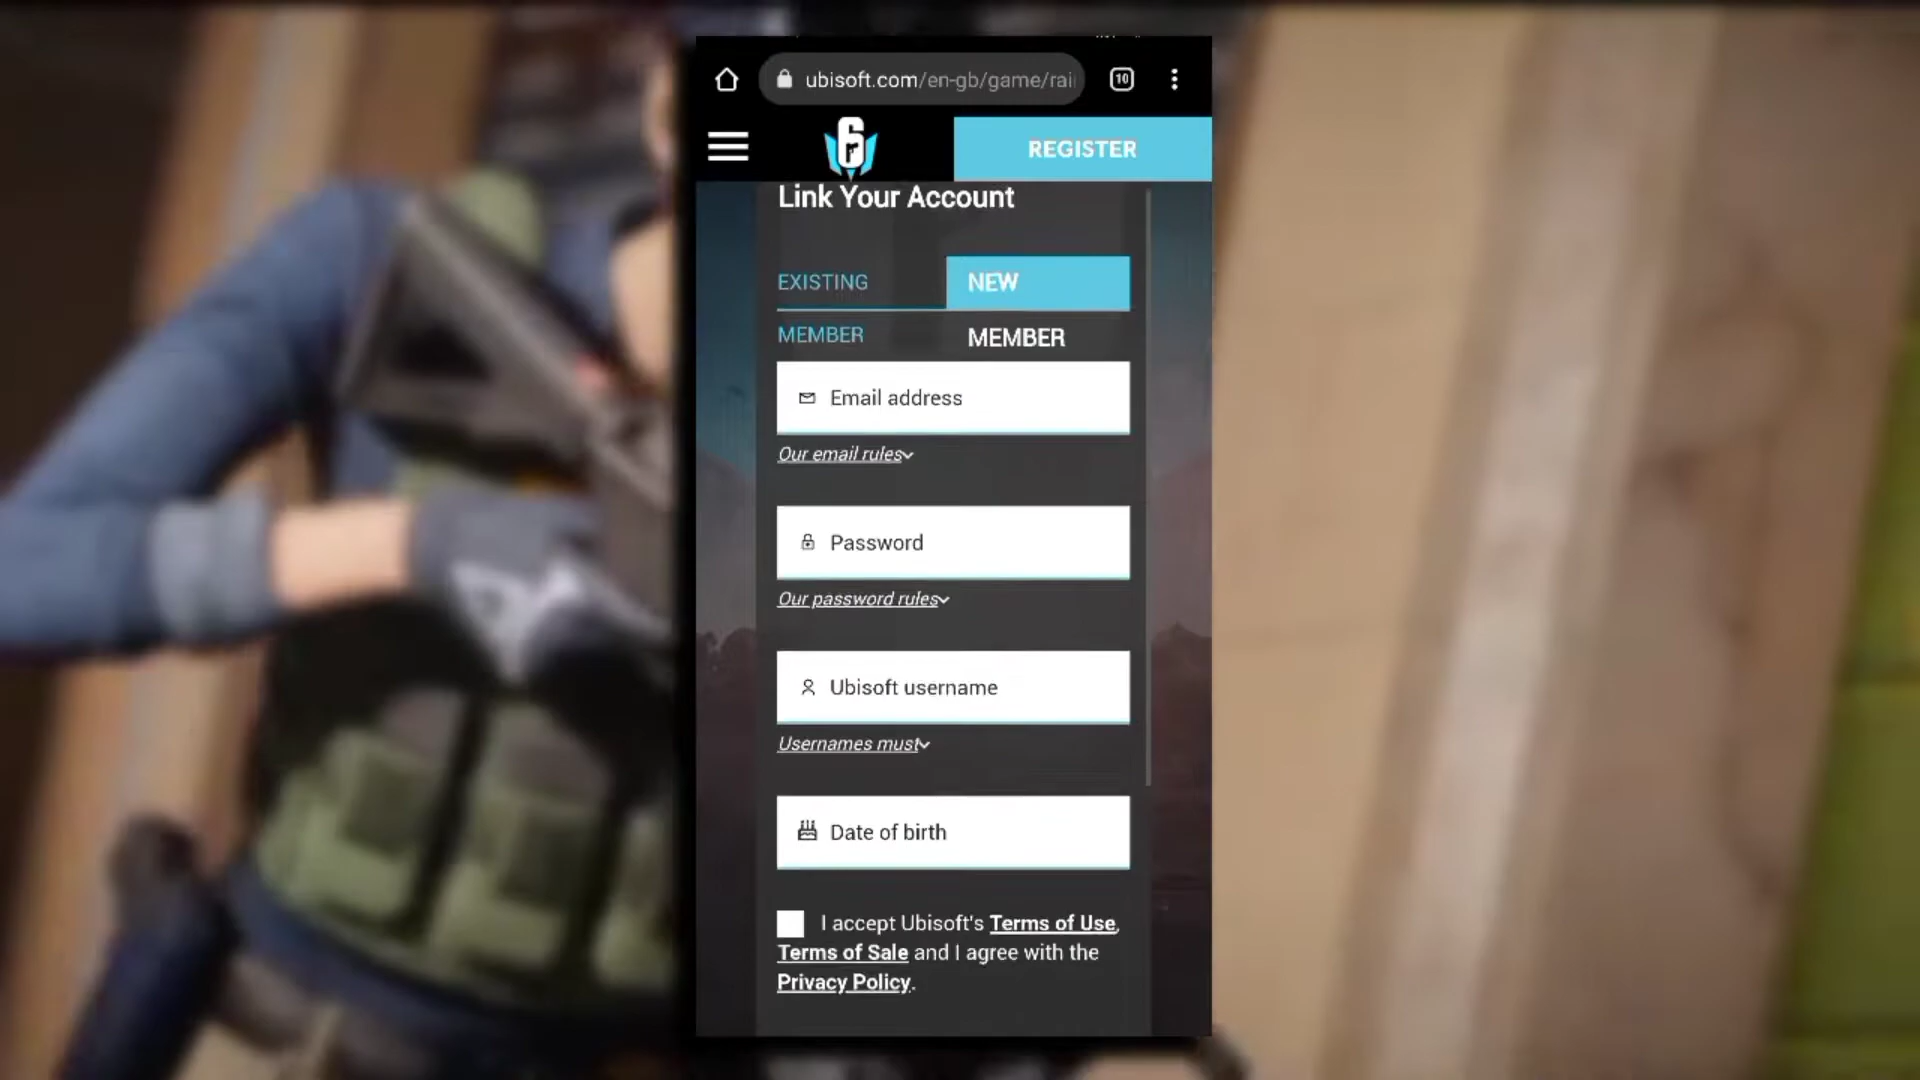 ubisoft.com/en-gb/game/rai
10
6
REGISTER
Link Your Account
EXISTING
MEMBER
NEW
MEMBER
Email address
Our email rules
Password
Our password rules
Ubisoft username
Usernames must
Date of birth
I accept Ubisoft's Terms of Use,
Terms of Sale and I agree with the
Privacy Policy.